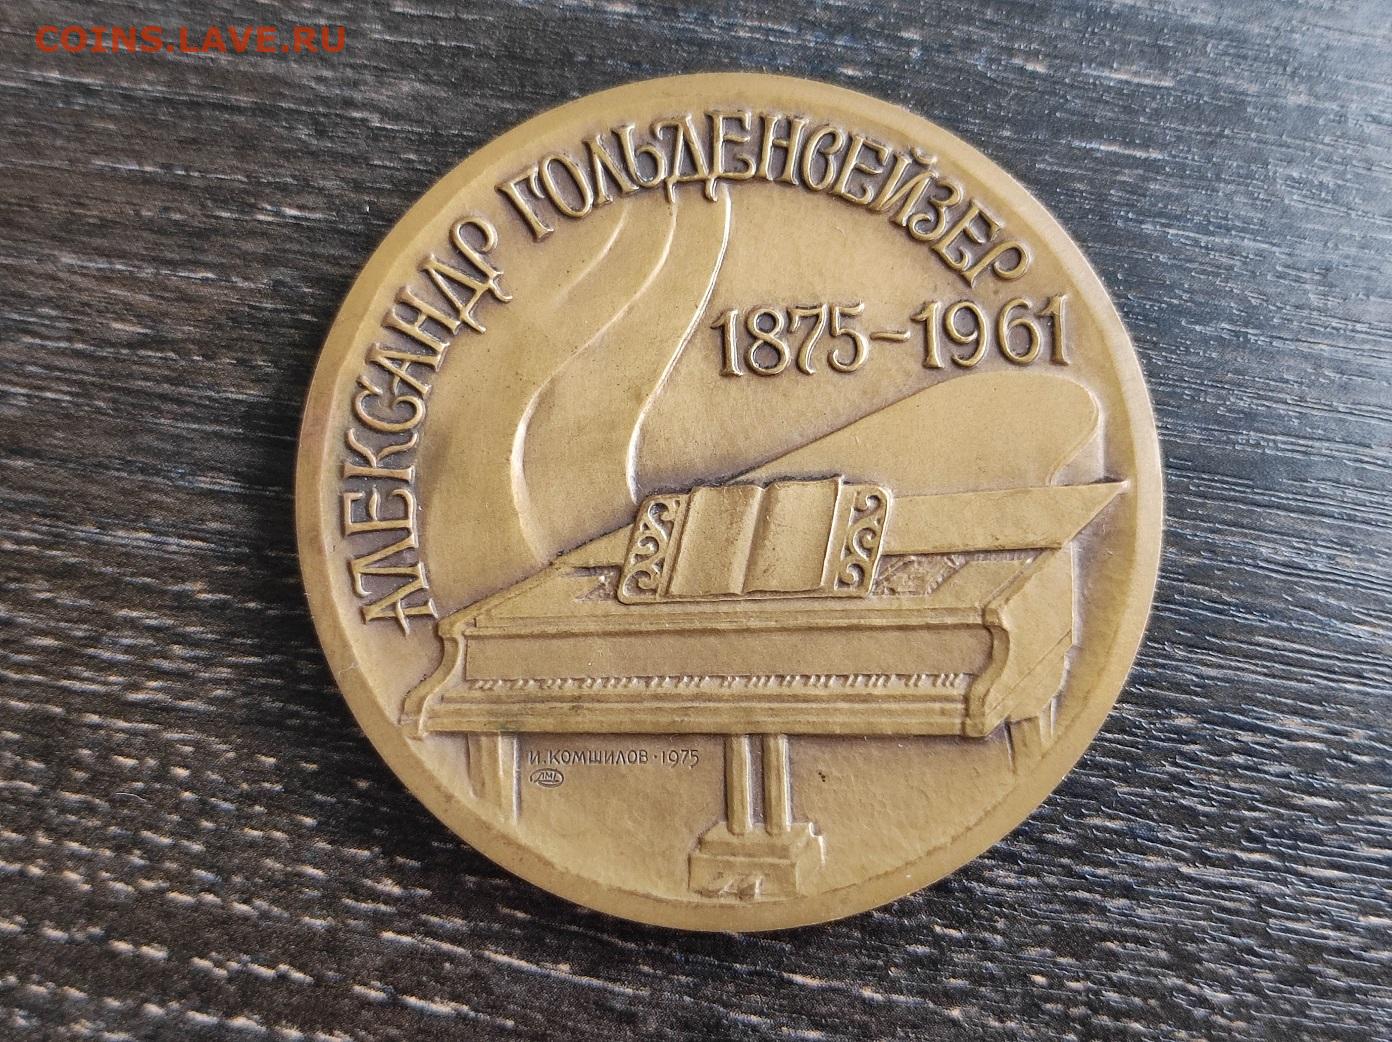 COINS.LAVE.RU
АЛЕКСАНДР ГОЛЬДЕНВЕЙЗЕР
1875-1961
И. КОМШИЛОВ · 1975
ЛМД